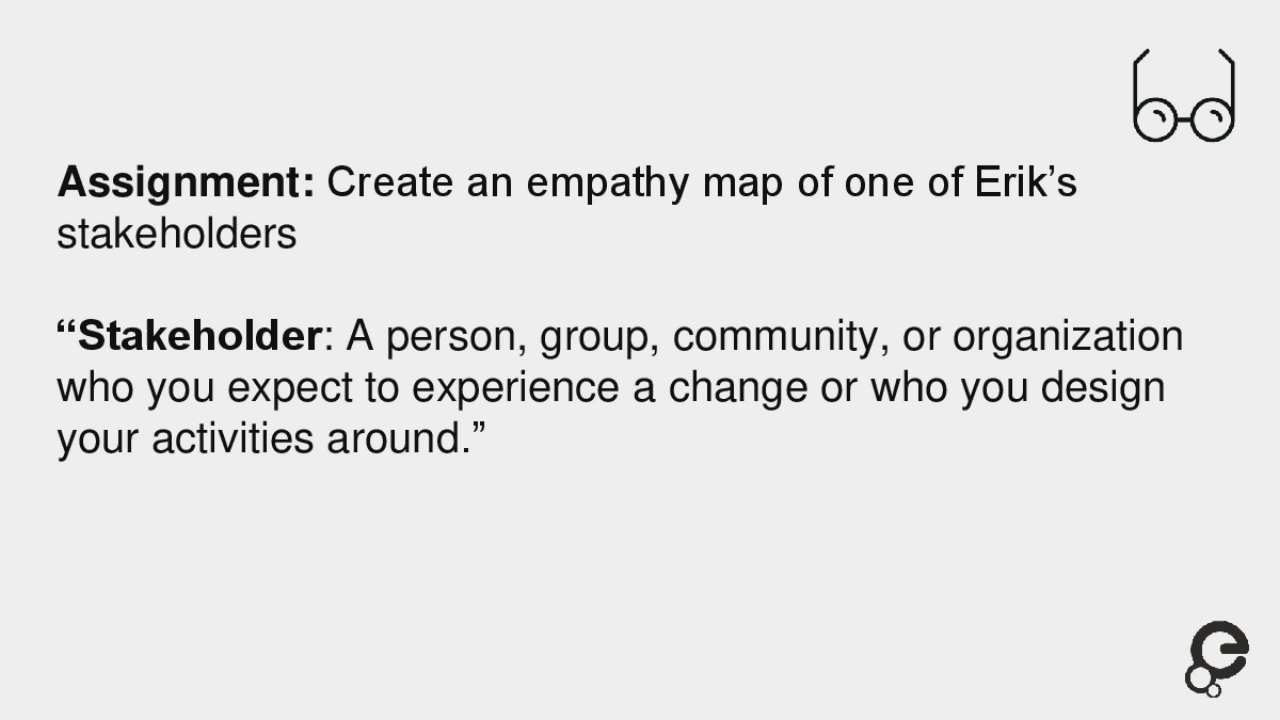 Assignment: Create an empathy map of one of Erik’s
stakeholders
“Stakeholder: A person, group, community, or organization
who you expect to experience a change or who you design
your activities around.”